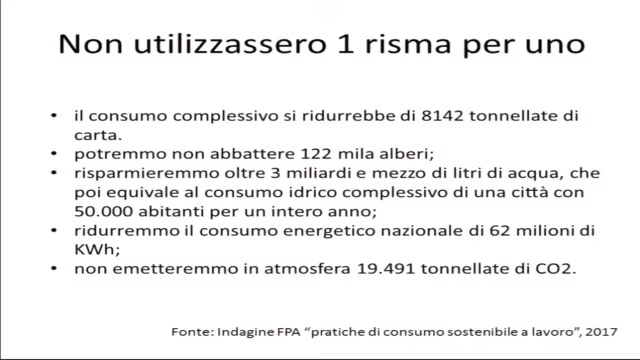 Non utilizzassero 1 risma per uno
• il consumo complessivo si ridurrebbe di 8142 tonnellate di
carta.
• potremmo non abbattere 122 mila alberi;
• risparmieremmo oltre 3 miliardi e mezzo di litri di acqua, che
poi equivale al consumo idrico complessivo di una città con
50.000 abitanti per un intero anno;
• ridurremmo il consumo energetico nazionale di 62 milioni di
KWh;
• non emetteremmo in atmosfera 19.491 tonnellate di CO2.
Fonte: Indagine FPA “pratiche di consumo sostenibile a lavoro”, 2017